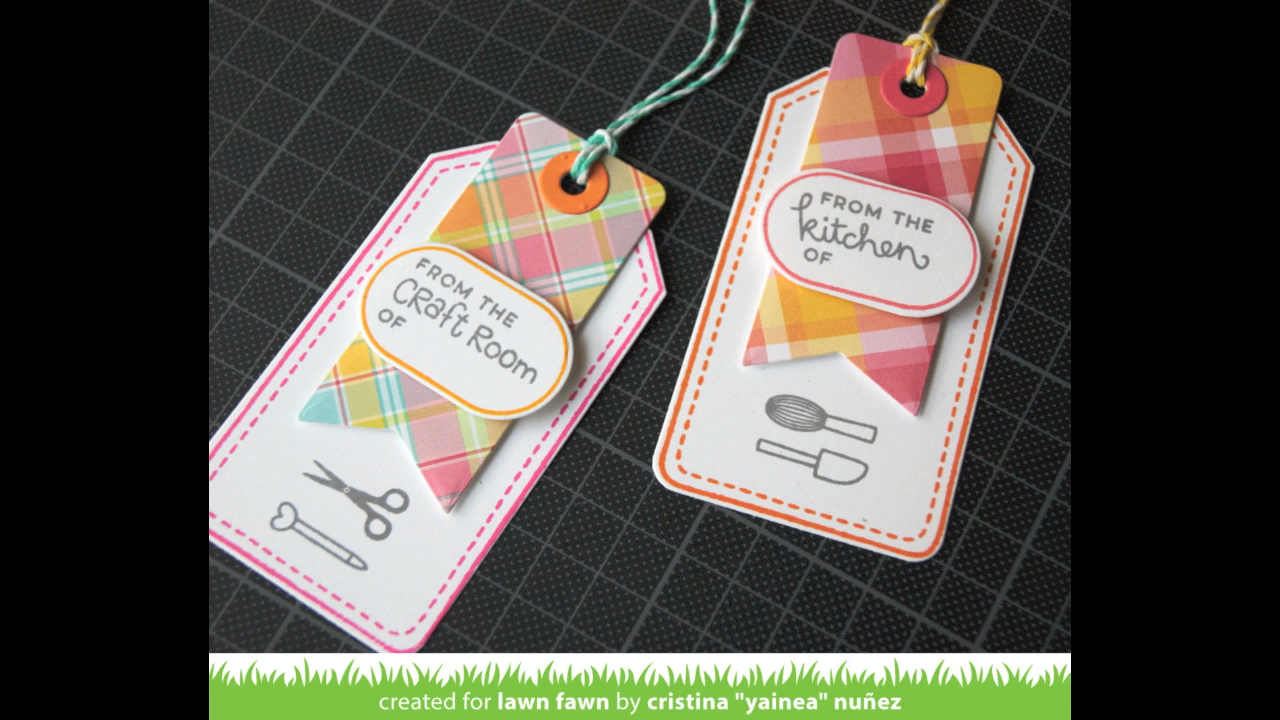 FROM THE
CRaft Room
OF
FROM THE
kitchen
OF
created for lawn fawn by cristina "yainea" nuñez